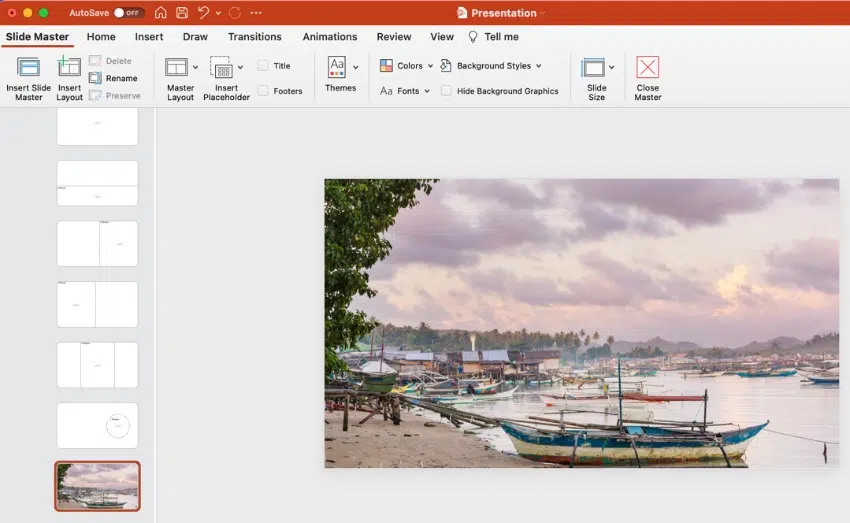 AutoSave OFF
Presentation
Slide Master Home Insert Draw Transitions Animations Review View Tell me
Insert Slide
Master
Insert
Layout
Delete
Rename
Preserve
Master
Layout
Insert
Placeholder
Title
Footers
Aa
Themes
Colors
Background Styles
Aa Fonts
Hide Background Graphics
Slide
Size
Close
Master